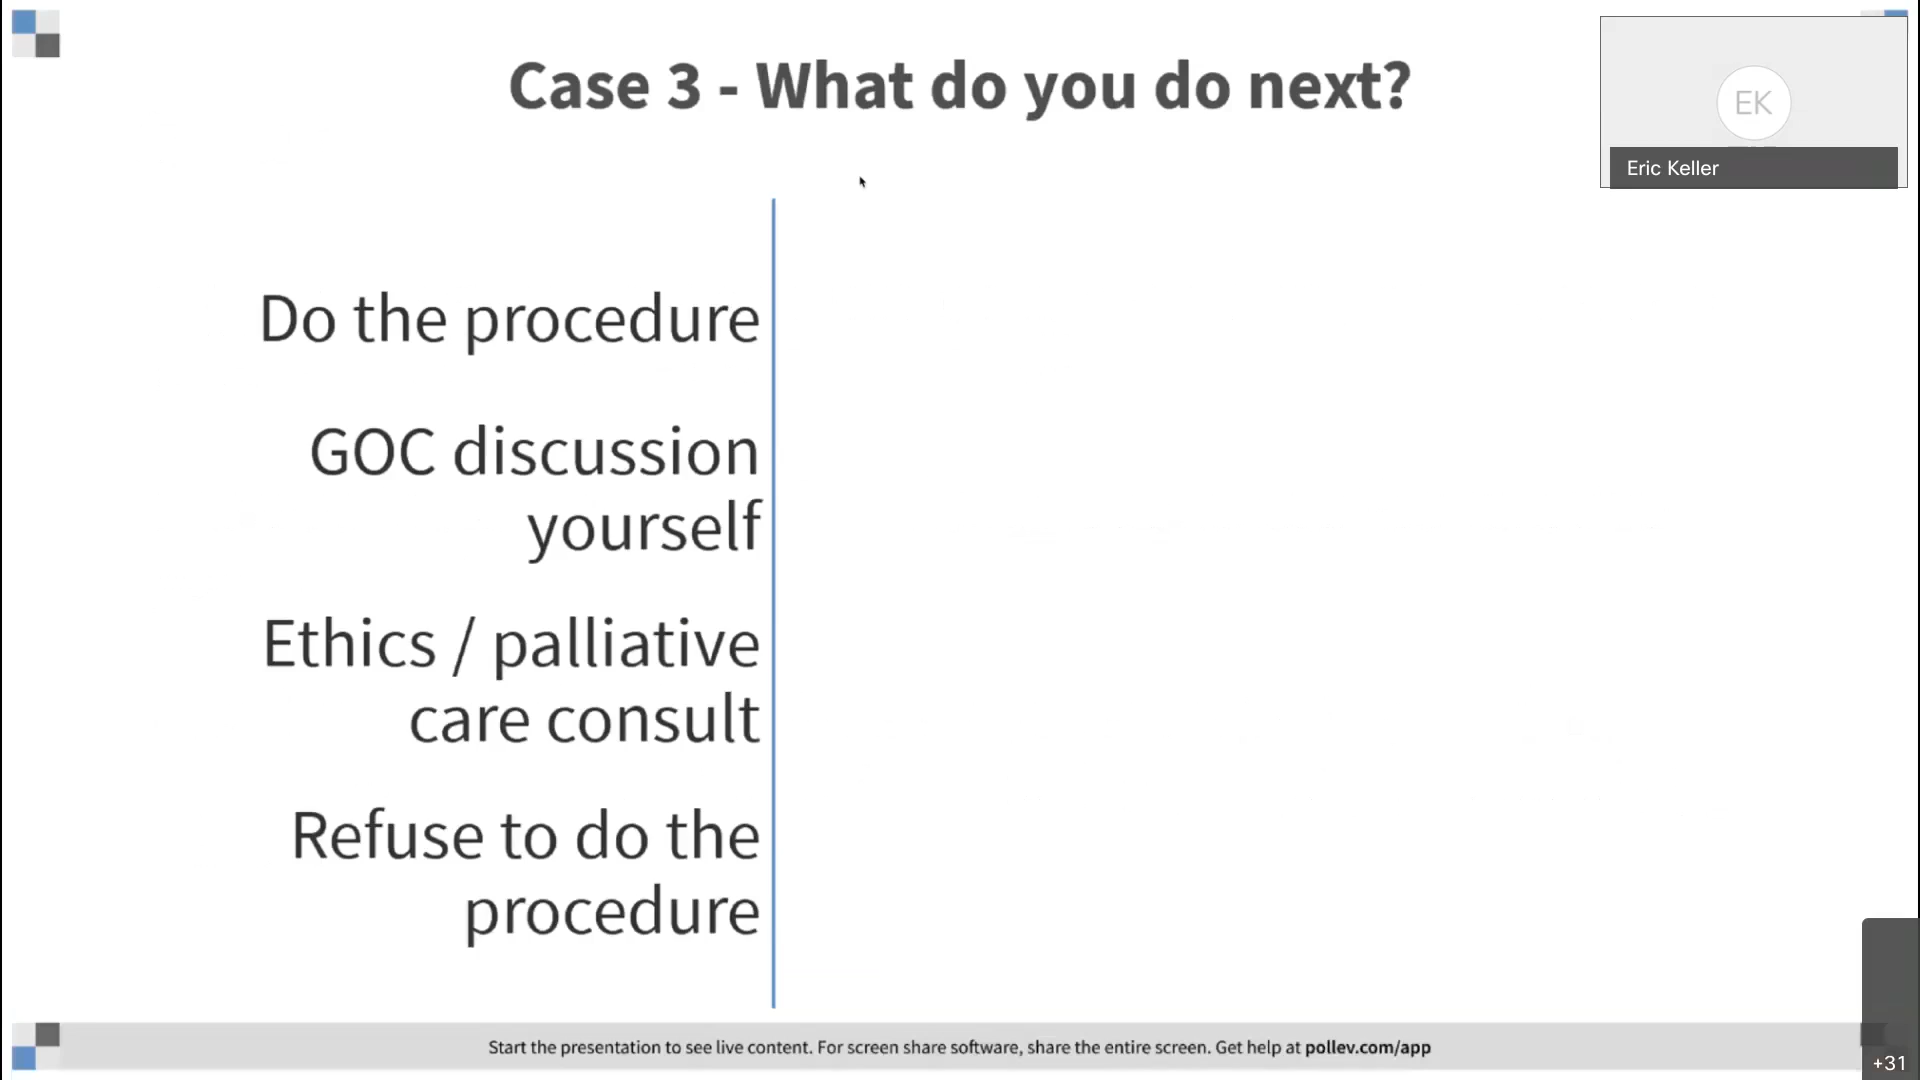 Case 3 - What do you do next?
EK
Eric Keller
Do the procedure
GOC discussion
yourself
Ethics / palliative
care consult
Refuse to do the
procedure
Start the presentation to see live content. For screen share software, share the entire screen. Get help at pollev.com/app
+31